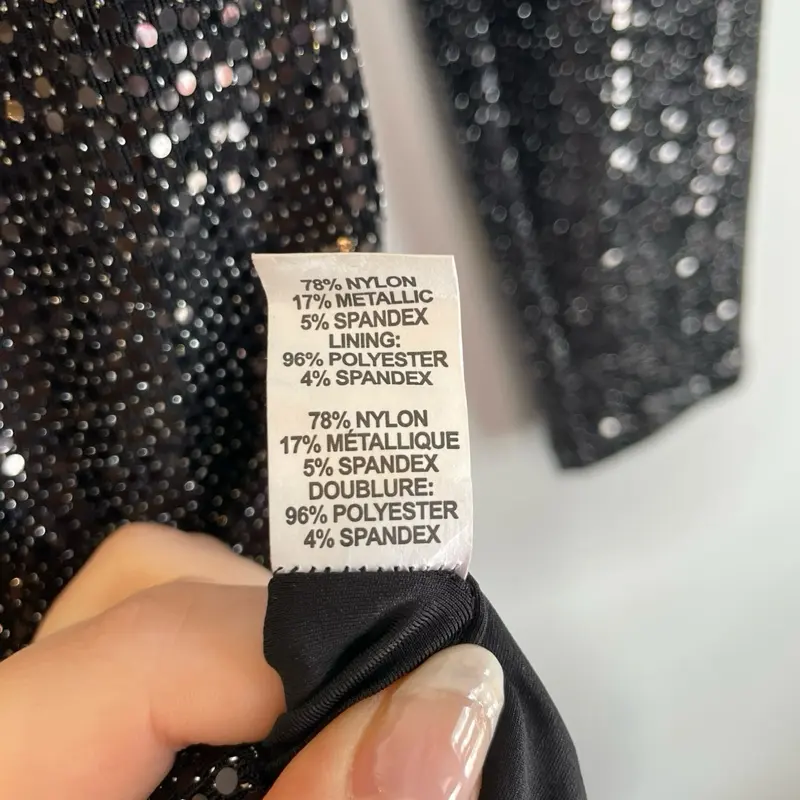 78% NYLON
17% METALLIC
5% SPANDEX
LINING:
96% POLYESTER
4% SPANDEX
78% NYLON
17% MÉTALLIQUE
5% SPANDEX
DOUBLURE:
96% POLYESTER
4% SPANDEX